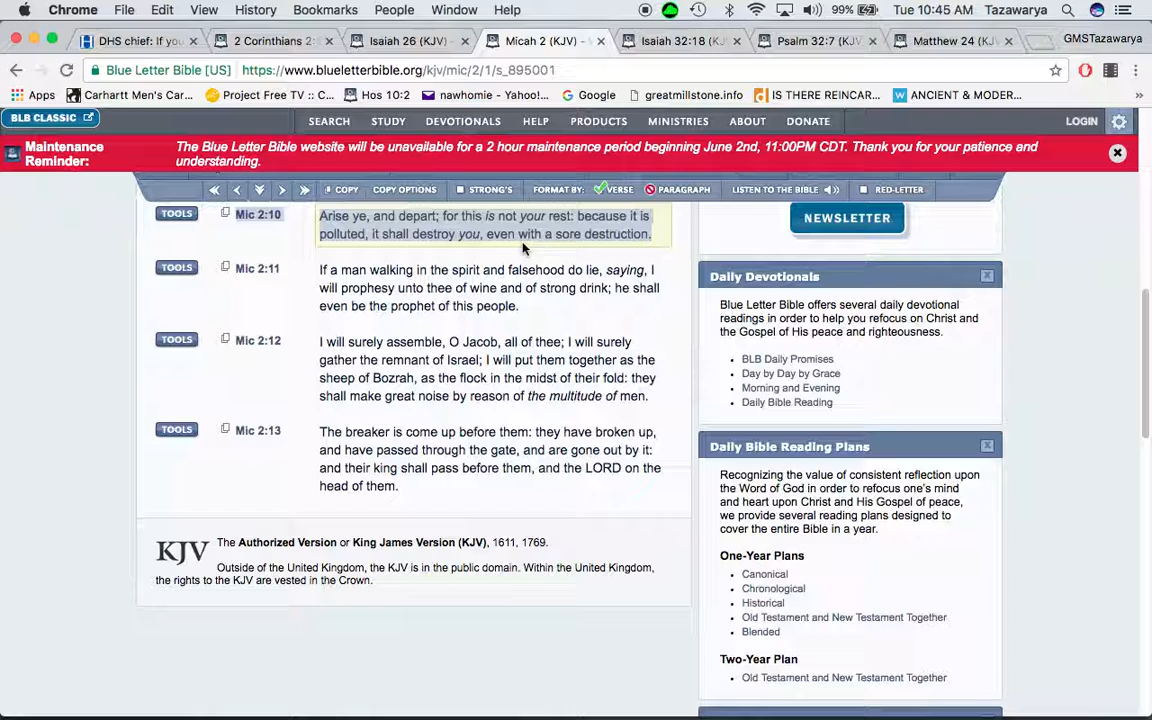 Chrome File Edit View History Bookmarks People Window Help 99% Tue 10:45 AM Tazawarya
DHS chief: If you 2 Corinthians 2: Isaiah 26 (KJV) - Micah 2 (KJV) - Isaiah 32:18 (KJ Psalm 32:7 (KJV Matthew 24 (KJV GMSTazawarya
Blue Letter Bible [US] https://www.blueletterbible.org/kjv/mic/2/1/s_895001
Apps Carhartt Men's Car... Project Free TV :: C... Hos 10:2 nawhomie - Yahoo!... Google greatmillstone.info IS THERE REINCAR... ANCIENT & MODER... »
BLB CLASSIC SEARCH STUDY DEVOTIONALS HELP PRODUCTS MINISTRIES ABOUT DONATE LOGIN
Maintenance Reminder:
The Blue Letter Bible website will be unavailable for a 2 hour maintenance period beginning June 2nd, 11:00PM CDT. Thank you for your patience and
understanding.
COPY COPY OPTIONS STRONG'S FORMAT BY: VERSE PARAGRAPH LISTEN TO THE BIBLE RED-LETTER
TOOLS Mic 2:10 Arise ye, and depart; for this is not your rest: because it is
polluted, it shall destroy you, even with a sore destruction.
TOOLS Mic 2:11 If a man walking in the spirit and falsehood do lie, saying, I
will prophesy unto thee of wine and of strong drink; he shall
even be the prophet of this people.
TOOLS Mic 2:12 I will surely assemble, O Jacob, all of thee; I will surely
gather the remnant of Israel; I will put them together as the
sheep of Bozrah, as the flock in the midst of their fold: they
shall make great noise by reason of the multitude of men.
TOOLS Mic 2:13 The breaker is come up before them: they have broken up,
and have passed through the gate, and are gone out by it:
and their king shall pass before them, and the LORD on the
head of them.
KJV The Authorized Version or King James Version (KJV), 1611, 1769.
Outside of the United Kingdom, the KJV is in the public domain. Within the United Kingdom,
the rights to the KJV are vested in the Crown.
NEWSLETTER
Daily Devotionals
Blue Letter Bible offers several daily devotional
readings in order to help you refocus on Christ and
the Gospel of His peace and righteousness.
BLB Daily Promises
Day by Day by Grace
Morning and Evening
Daily Bible Reading
Daily Bible Reading Plans
Recognizing the value of consistent reflection upon
the Word of God in order to refocus one's mind
and heart upon Christ and His Gospel of peace,
we provide several reading plans designed to
cover the entire Bible in a year.
One-Year Plans
Canonical
Chronological
Historical
Old Testament and New Testament Together
Blended
Two-Year Plan
Old Testament and New Testament Together